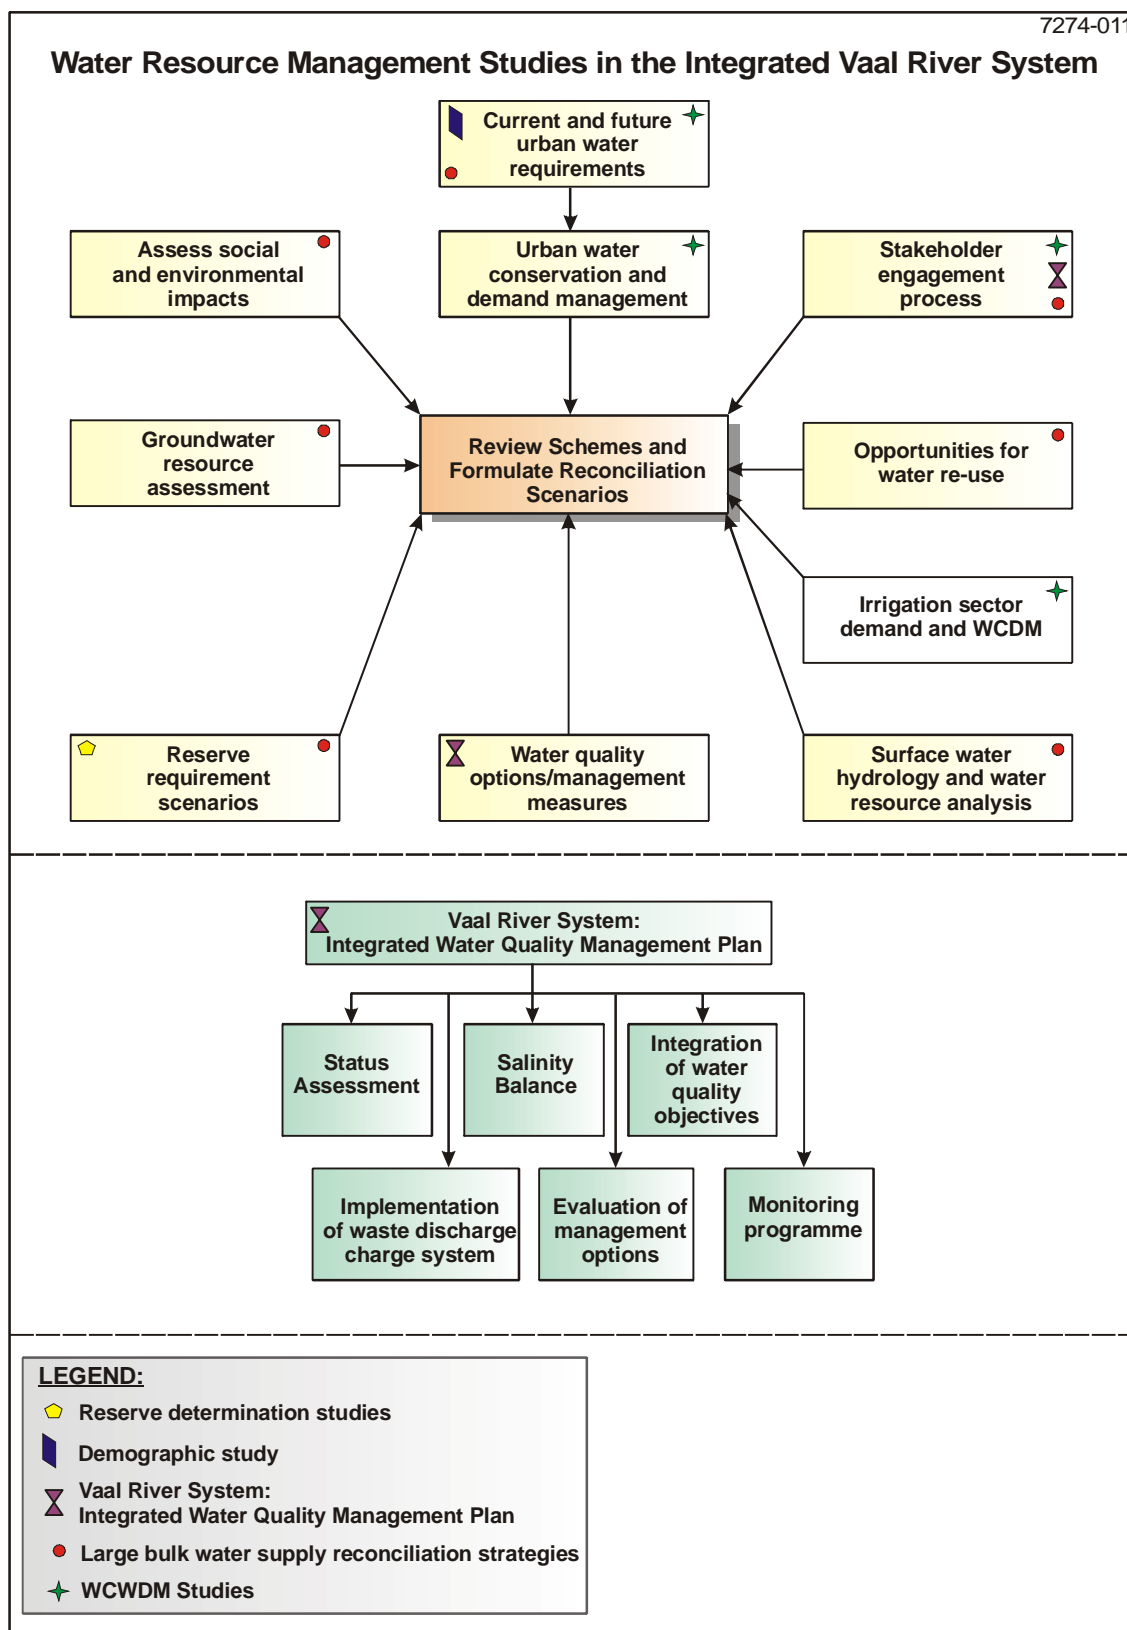 7274-011
Water Resource Management Studies in the Integrated Vaal River System
Current and future
urban water
requirements
Assess social
and environmental
impacts
Urban water
conservation and
demand management
Stakeholder
engagement
process
Groundwater
resource
assessment
Review Schemes and
Formulate Reconciliation
Scenarios
Opportunities for
water re-use
Irrigation sector
demand and WCDM
Reserve
requirement
scenarios
Water quality
options/management
measures
Surface water
hydrology and water
resource analysis
Vaal River System:
Integrated Water Quality Management Plan
Status
Assessment
Salinity
Balance
Integration
of water
quality
objectives
Implementation
of waste discharge
charge system
Evaluation of
management
options
Monitoring
programme
LEGEND:
Reserve determination studies
Demographic study
Vaal River System:
Integrated Water Quality Management Plan
Large bulk water supply reconciliation strategies
WCWDM Studies